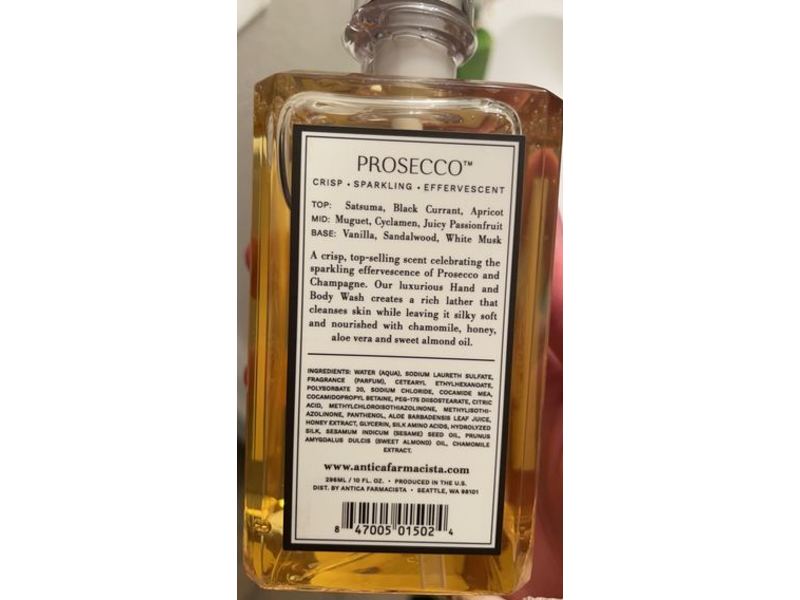 PROSECCO™
CRISP • SPARKLING • EFFERVESCENT
TOP: Satsuma, Black Currant, Apricot
MID: Muguet, Cyclamen, Juicy Passionfruit
BASE: Vanilla, Sandalwood, White Musk
A crisp, top-selling scent celebrating the
sparkling effervescence of Prosecco and
Champagne. Our luxurious Hand and
Body Wash creates a rich lather that
cleanses skin while leaving it silky soft
and nourished with chamomile, honey,
aloe vera and sweet almond oil.
INGREDIENTS: WATER (AQUA), SODIUM LAURETH SULFATE,
FRAGRANCE (PARFUM), CETEARYL ETHYLHEXANOATE,
POLYSORBATE 20, SODIUM CHLORIDE, COCAMIDE MEA,
COCAMIDOPROPYL BETAINE, PEG-175 DIISOSTEARATE, CITRIC
ACID, METHYLCHLOROISOTHIAZOLINONE, METHYLISOTHI-
AZOLINONE, PANTHENOL, ALOE BARBADENSIS LEAF JUICE,
HONEY EXTRACT, GLYCERIN, SILK AMINO ACIDS, HYDROLYZED
SILK, SESAMUM INDICUM (SESAME) SEED OIL, PRUNUS
AMYGDALUS DULCIS (SWEET ALMOND) OIL, CHAMOMILE
EXTRACT.
www.anticafarmacista.com
296ML / 10 FL. OZ. • PRODUCED IN THE U.S.
DIST. BY ANTICA FARMACISTA • SEATTLE, WA 98101
8 47005 01502 4